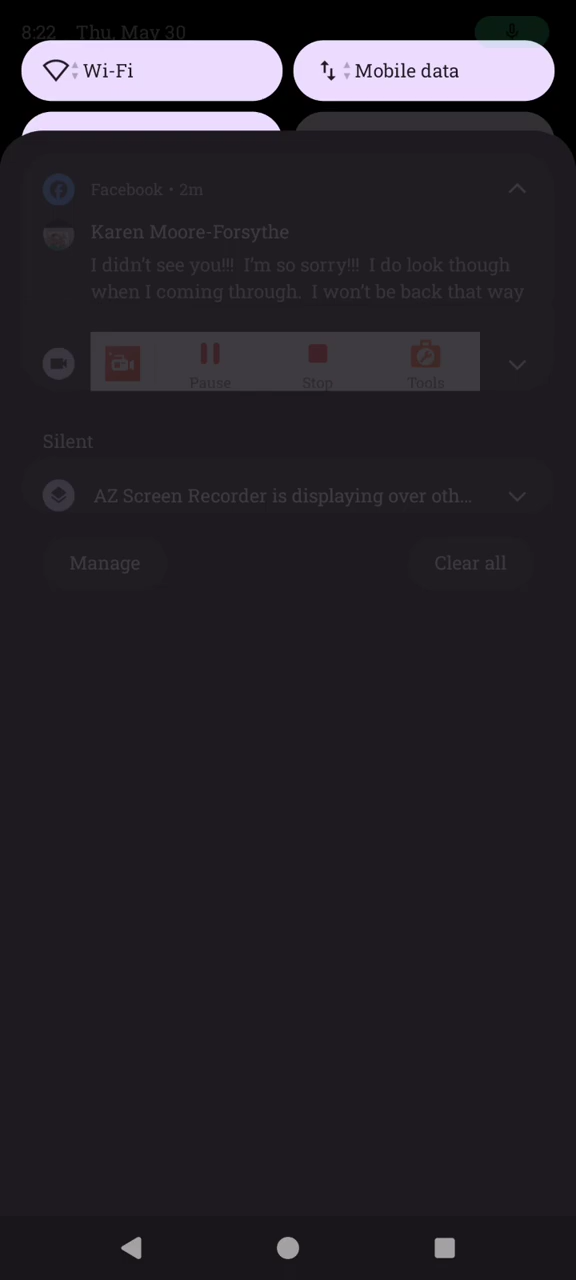 8:22 Thu, May 30
Wi-Fi
Mobile data
Facebook • 2m
Karen Moore-Forsythe
I didn't see you!!! I'm so sorry!!! I do look though
when I coming through. I won't be back that way
Pause
Stop
Tools
Silent
AZ Screen Recorder is displaying over oth...
Manage
Clear all